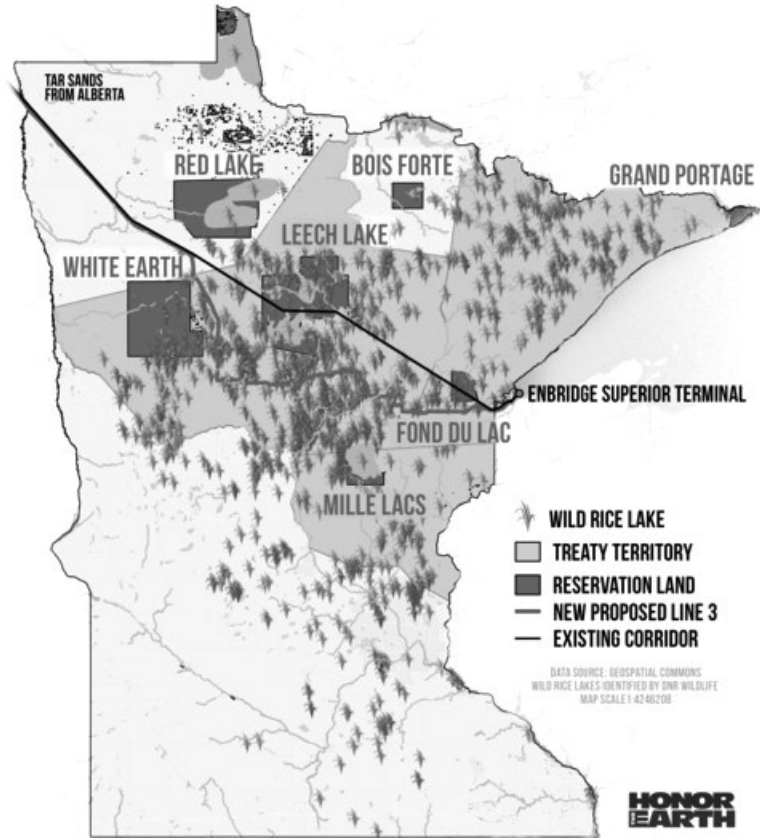 TAR SANDS
FROM ALBERTA
RED LAKE
BOIS FORTE
GRAND PORTAGE
LEECH LAKE
WHITE EARTH
ENBRIDGE SUPERIOR TERMINAL
FOND DU LAC
MILLE LACS
WILD RICE LAKE
TREATY TERRITORY
RESERVATION LAND
NEW PROPOSED LINE 3
EXISTING CORRIDOR
DATA SOURCE: GEOSPATIAL COMMONS
WILD RICE LAKES IDENTIFIED BY DNR WILDLIFE
MAP SCALE 1:4246208
HONOR
THE EARTH